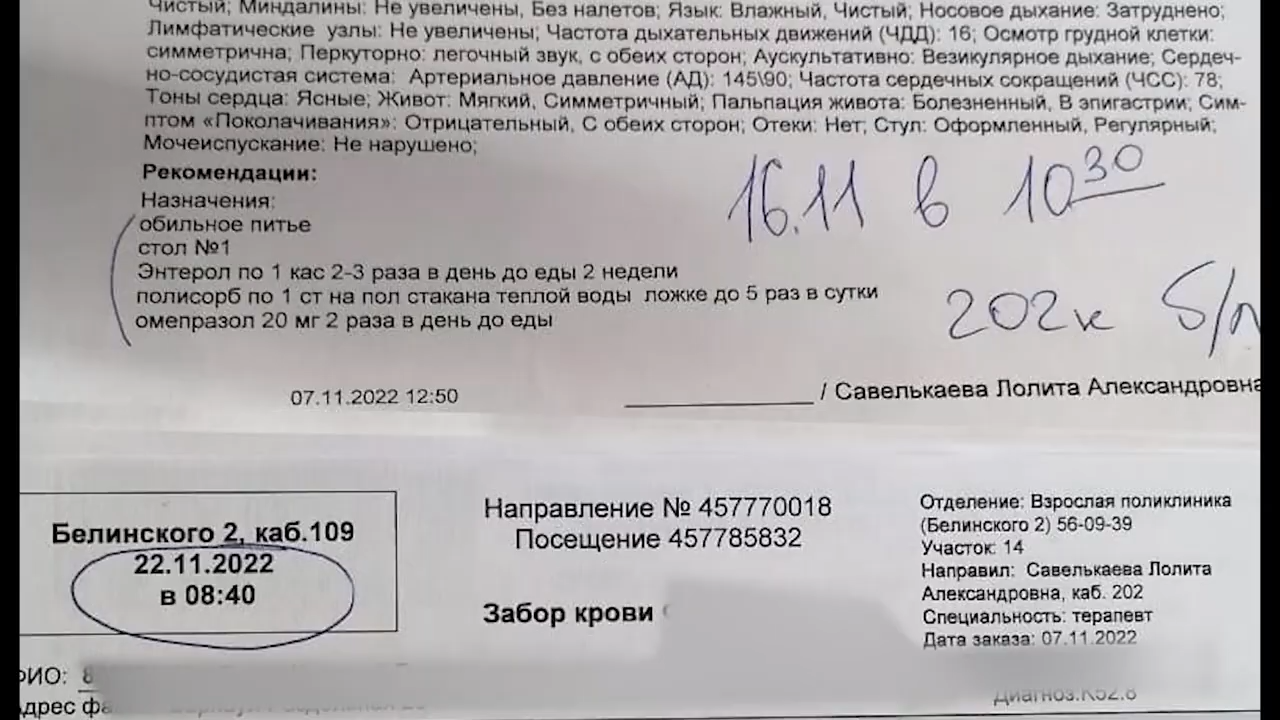 Чистый; Миндалины: Не увеличены, Без налетов; Язык: Влажный, Чистый; Носовое дыхание: Затруднено;
Лимфатические узлы: Не увеличены; Частота дыхательных движений (ЧДД): 16; Осмотр грудной клетки:
симметрична; Перкуторно: легочный звук, с обеих сторон; Аускультативно: Везикулярное дыхание; Сердеч-
но-сосудистая система: Артериальное давление (АД): 145\90; Частота сердечных сокращений (ЧСС): 78;
Тоны сердца: Ясные; Живот: Мягкий, Симметричный; Пальпация живота: Болезненный, В эпигастрии; Сим-
птом «Поколачивания»: Отрицательный, С обеих сторон; Отеки: Нет; Стул: Оформленный, Регулярный;
Мочеиспускание: Не нарушено;
Рекомендации:
Назначения:
обильное питье
стол №1
Энтерол по 1 кас 2-3 раза в день до еды 2 недели
полисорб по 1 ст на пол стакана теплой воды ложке до 5 раз в сутки
омепразол 20 мг 2 раза в день до еды
16.11 в 10 30
202к б/п
07.11.2022 12:50
/ Савелькаева Лолита Александровна
Белинского 2, каб.109
22.11.2022
в 08:40
Направление № 457770018
Посещение 457785832
Забор крови
Отделение: Взрослая поликлиника
(Белинского 2) 56-09-39
Участок: 14
Направил: Савелькаева Лолита
Александровна, каб. 202
Специальность: терапевт
Дата заказа: 07.11.2022
ФИО: 8
Диагноз:K52.8